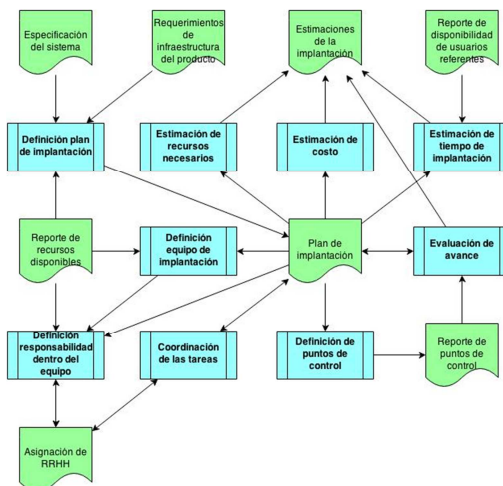 Especificación
del sistema
Requerimientos
de
infraestructura
del producto
Estimaciones
de la
implantación
Reporte de
disponibilidad
de usuarios
referentes
Definición plan
de implantación
Estimación de
recursos
necesarios
Estimación de
costo
Estimación de
tiempo de
implantación
Reporte de
recursos
disponibles
Definición
equipo de
implantación
Plan de
implantación
Evaluación de
avance
Definición
responsabilidad
dentro del
equipo
Coordinación
de las tareas
Definición de
puntos de
control
Reporte de
puntos de
control
Asignación de
RRHH